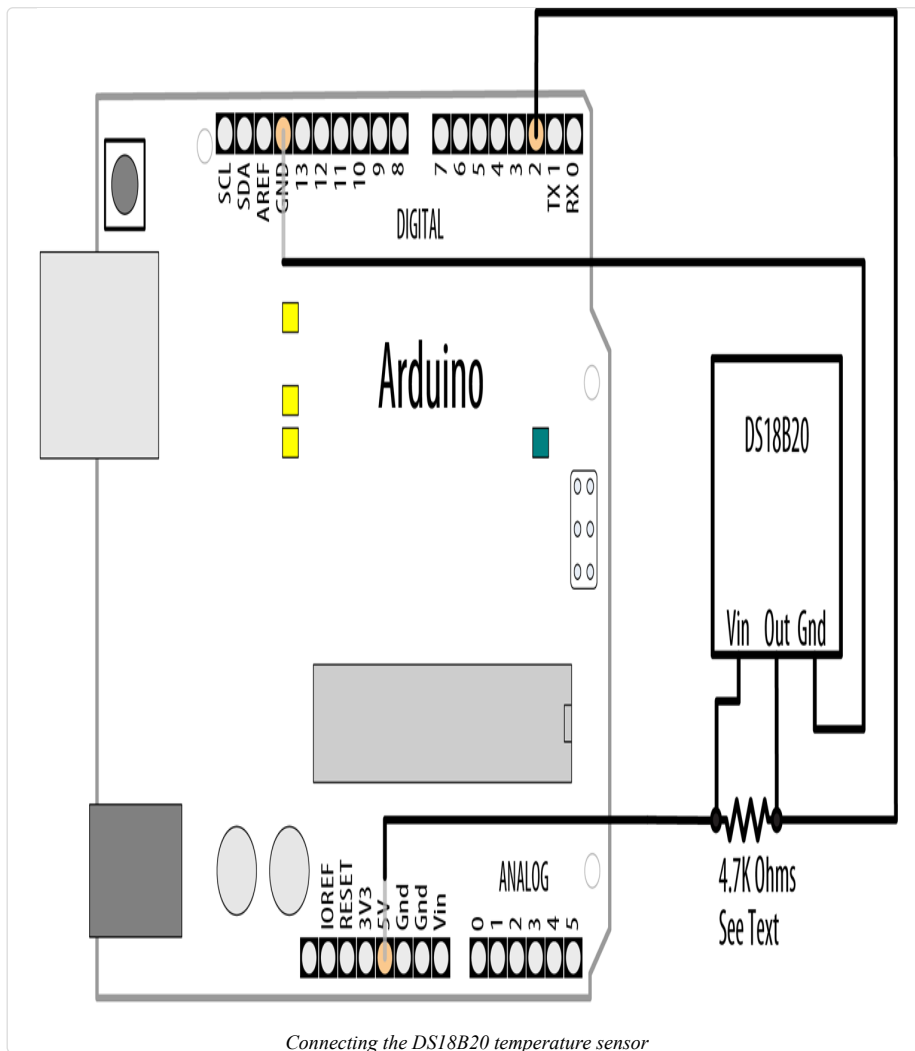 SCL
SDA
AREF
GND
13
12
11
10
9
8
7
6
5
4
3
2
TX 1
RX 0
DIGITAL
Arduino
DS18B20
Vin Out Gnd
4.7K Ohms
See Text
ANALOG
IOREF
RESET
3V3
5V
Gnd
Gnd
Vin
0
1
2
3
4
5
Connecting the DS18B20 temperature sensor